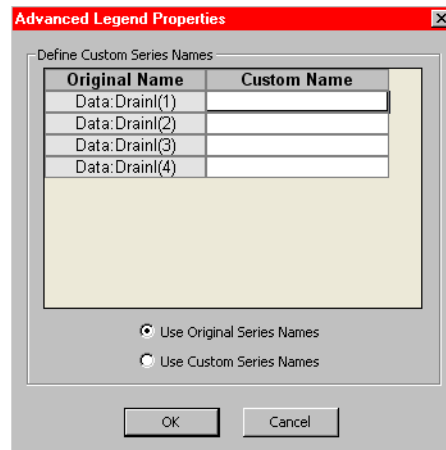 Advanced Legend Properties
Define Custom Series Names
Original Name Custom Name
Data:DrainI(1)
Data:DrainI(2)
Data:DrainI(3)
Data:DrainI(4)
Use Original Series Names
Use Custom Series Names
OK Cancel